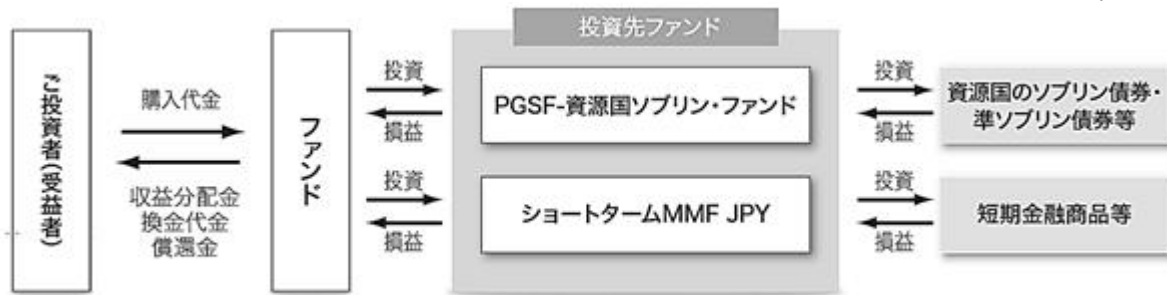 投資先ファンド
ご投資者(受益者)
購入代金
収益分配金
換金代金
償還金
ファンド
投資
損益
PGSF-資源国ソブリン・ファンド
投資
損益
資源国のソブリン債券・
準ソブリン債券等
投資
損益
ショートタームMMF JPY
投資
損益
短期金融商品等